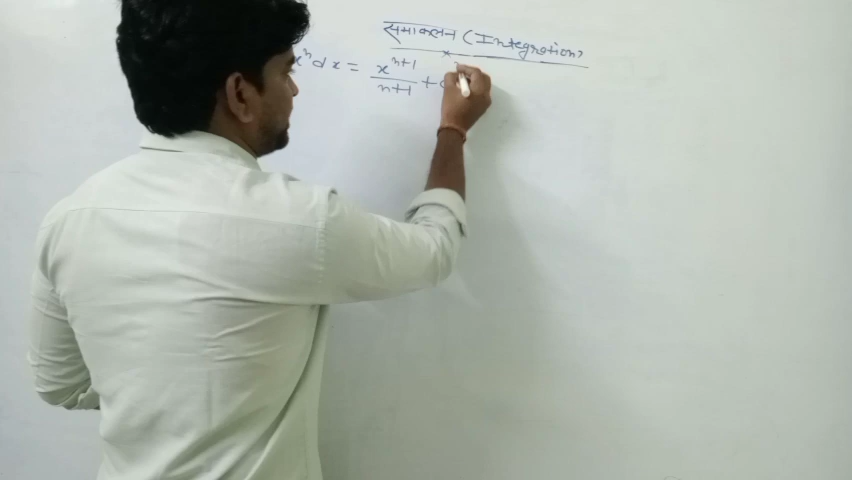 समाकलन (Integration)
x^n dx = x^(n+1)/(n+1) + c